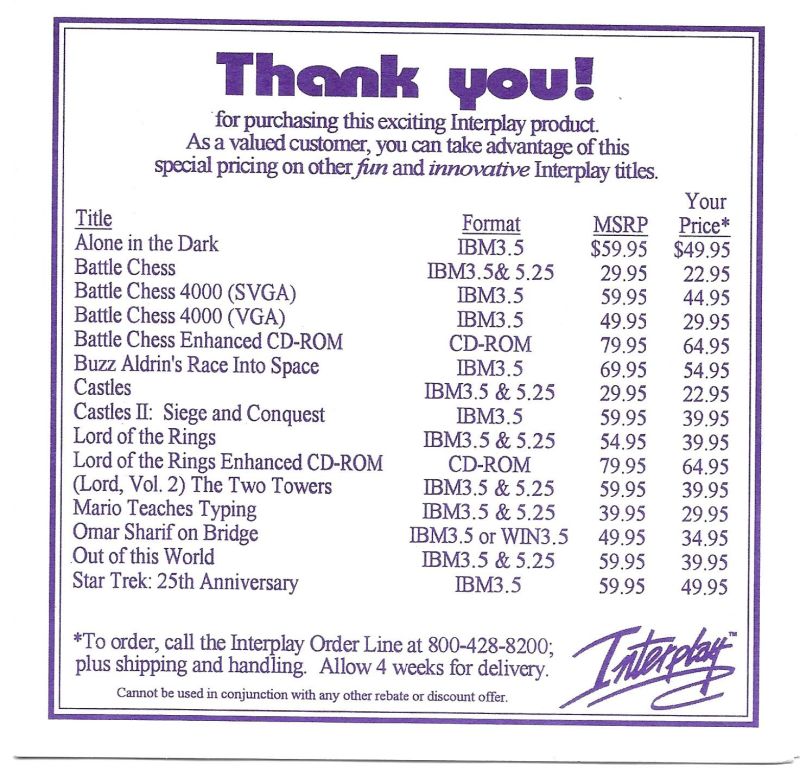 Thank you!
for purchasing this exciting Interplay product.
As a valued customer, you can take advantage of this
special pricing on other fun and innovative Interplay titles.
Title Format MSRP Your Price*
Alone in the Dark IBM3.5 $59.95 $49.95
Battle Chess IBM3.5& 5.25 29.95 22.95
Battle Chess 4000 (SVGA) IBM3.5 59.95 44.95
Battle Chess 4000 (VGA) IBM3.5 49.95 29.95
Battle Chess Enhanced CD-ROM CD-ROM 79.95 64.95
Buzz Aldrin's Race Into Space IBM3.5 69.95 54.95
Castles IBM3.5 & 5.25 29.95 22.95
Castles II: Siege and Conquest IBM3.5 59.95 39.95
Lord of the Rings IBM3.5 & 5.25 54.95 39.95
Lord of the Rings Enhanced CD-ROM CD-ROM 79.95 64.95
(Lord, Vol. 2) The Two Towers IBM3.5 & 5.25 59.95 39.95
Mario Teaches Typing IBM3.5 & 5.25 39.95 29.95
Omar Sharif on Bridge IBM3.5 or WIN3.5 49.95 34.95
Out of this World IBM3.5 & 5.25 59.95 39.95
Star Trek: 25th Anniversary IBM3.5 59.95 49.95
*To order, call the Interplay Order Line at 800-428-8200;
plus shipping and handling. Allow 4 weeks for delivery.
Cannot be used in conjunction with any other rebate or discount offer.
Interplay™